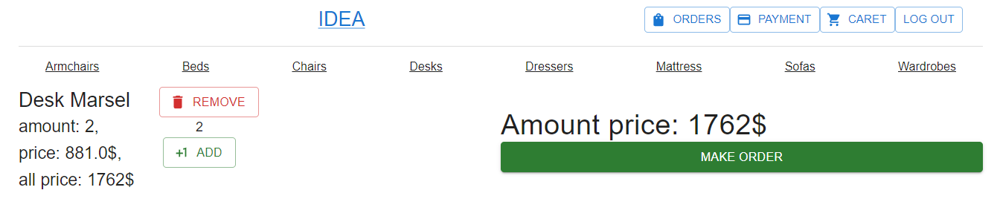 IDEA
ORDERS PAYMENT CARET LOG OUT
Armchairs Beds Chairs Desks Dressers Mattress Sofas Wardrobes
Desk Marsel
amount: 2,
price: 881.0$,
all price: 1762$
REMOVE
2
+1 ADD
Amount price: 1762$
MAKE ORDER